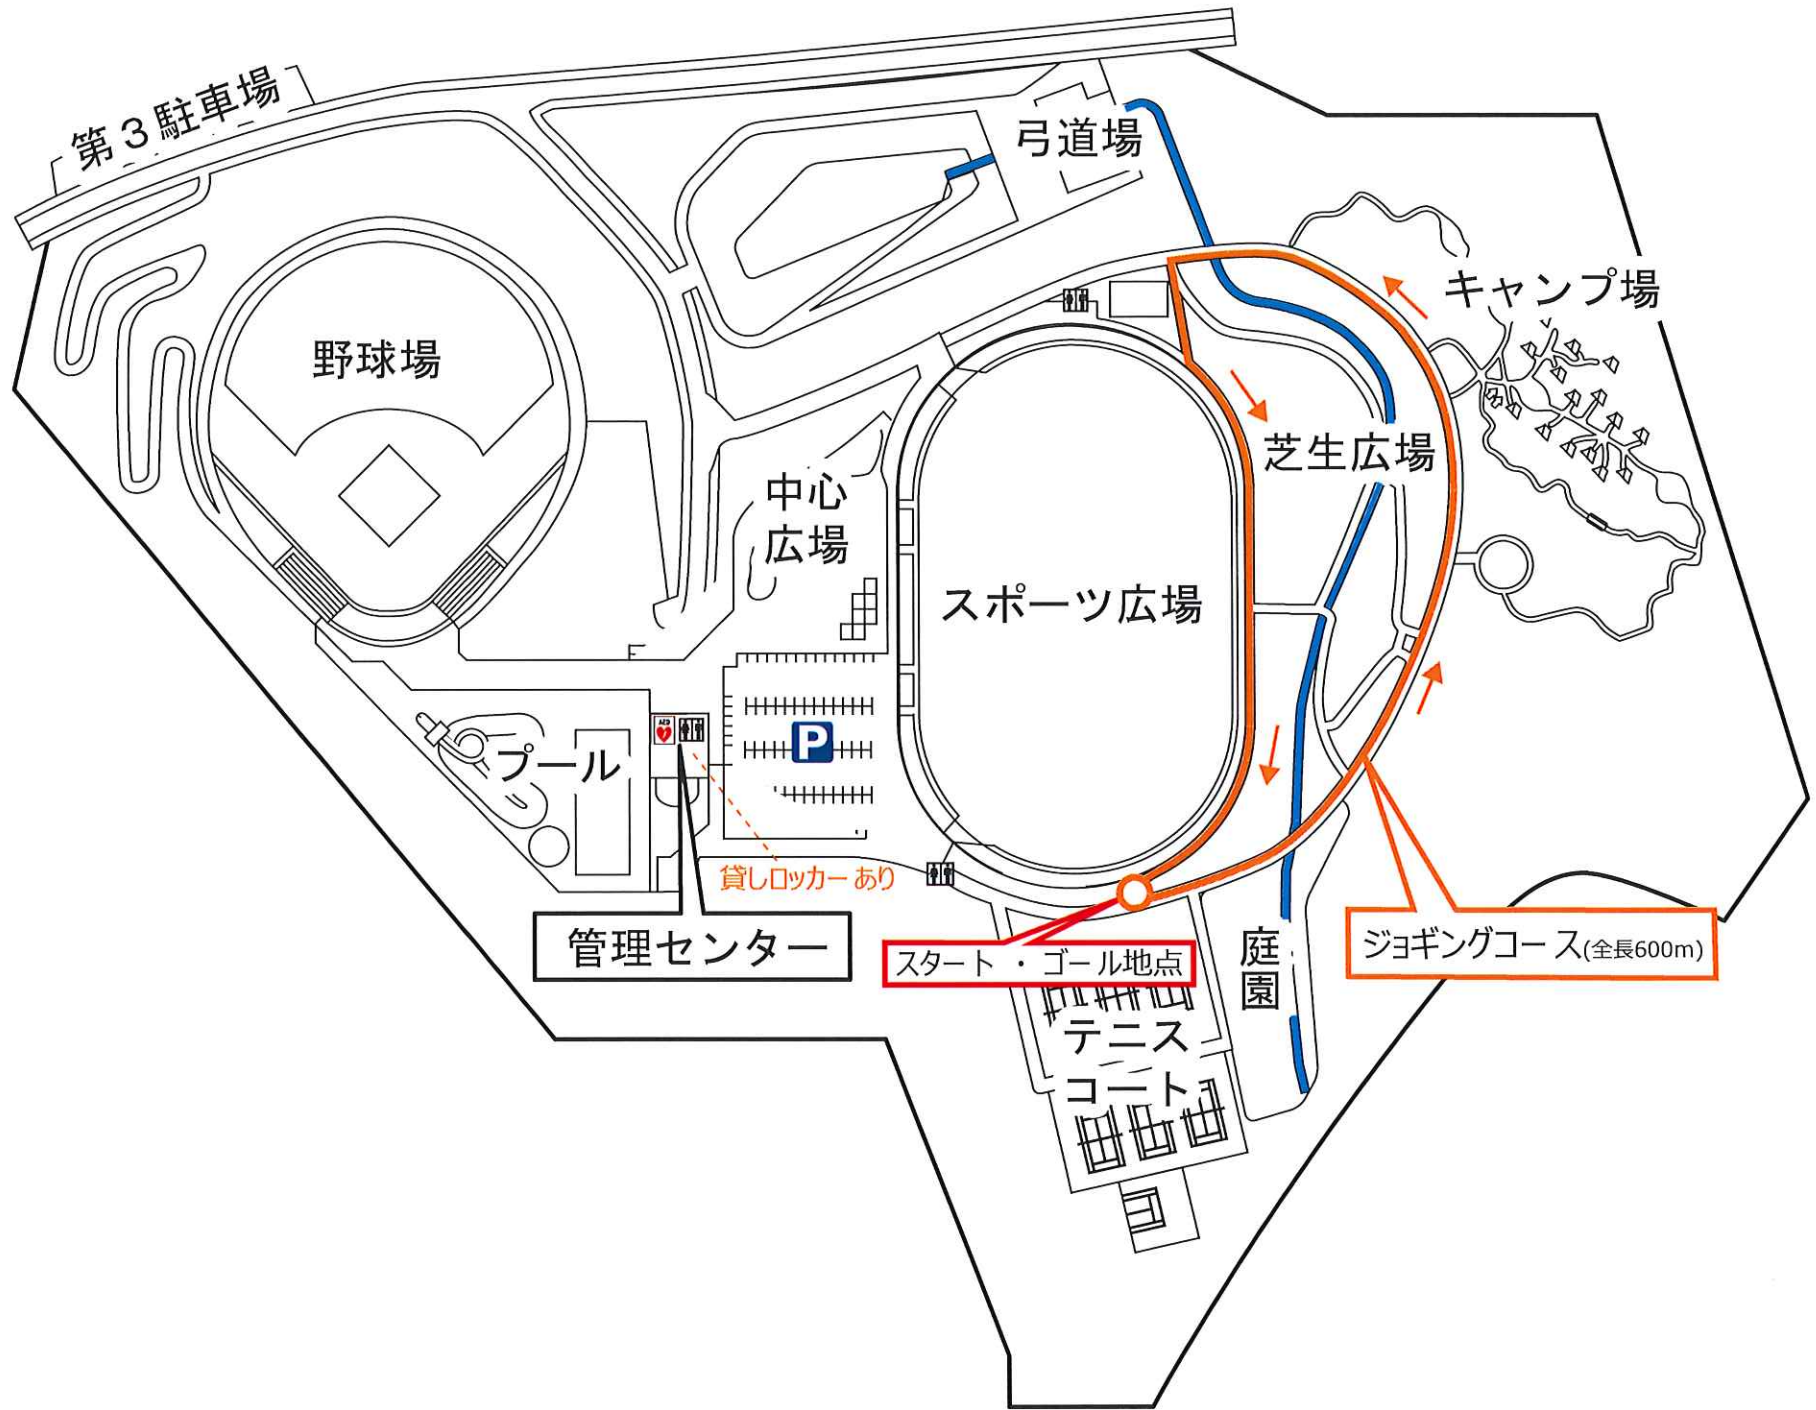 第３駐車場
弓道場
キャンプ場
野球場
芝生広場
中心
広場
スポーツ広場
AED
P
プール
貸しロッカーあり
管理センター
スタート・ゴール地点
ジョギングコース(全長600m)
庭
園
テニス
コート